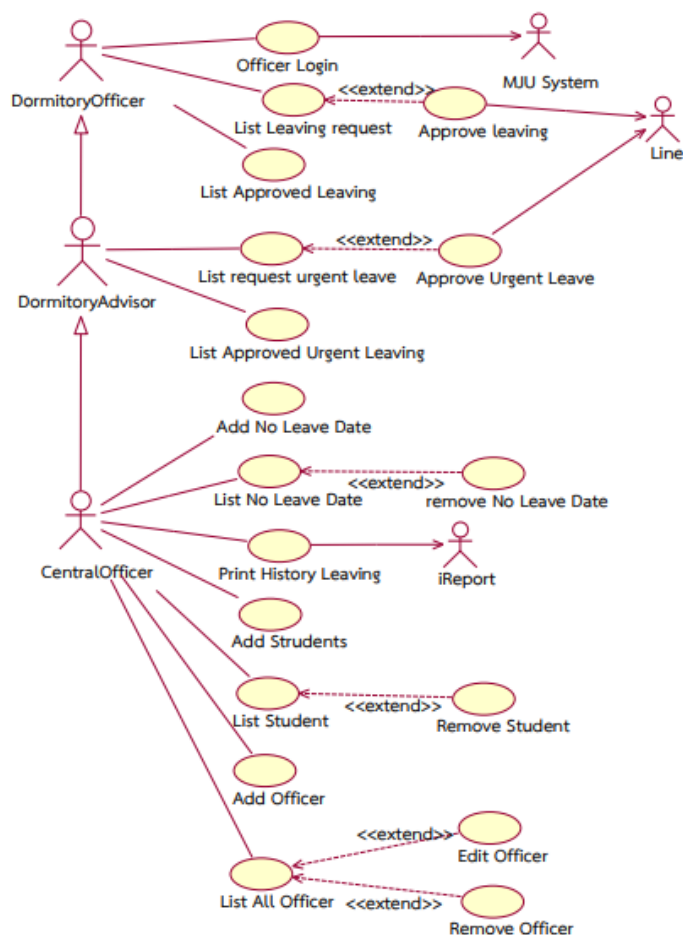 Officer Login
MJU System
DormitoryOfficer
<<extend>>
List Leaving request
Approve leaving
Line
List Approved Leaving
<<extend>>
List request urgent leave
Approve Urgent Leave
DormitoryAdvisor
List Approved Urgent Leaving
Add No Leave Date
<<extend>>
List No Leave Date
remove No Leave Date
CentralOfficer
Print History Leaving
iReport
Add Strudents
<<extend>>
List Student
Remove Student
Add Officer
<<extend>>
Edit Officer
List All Officer
<<extend>>
Remove Officer